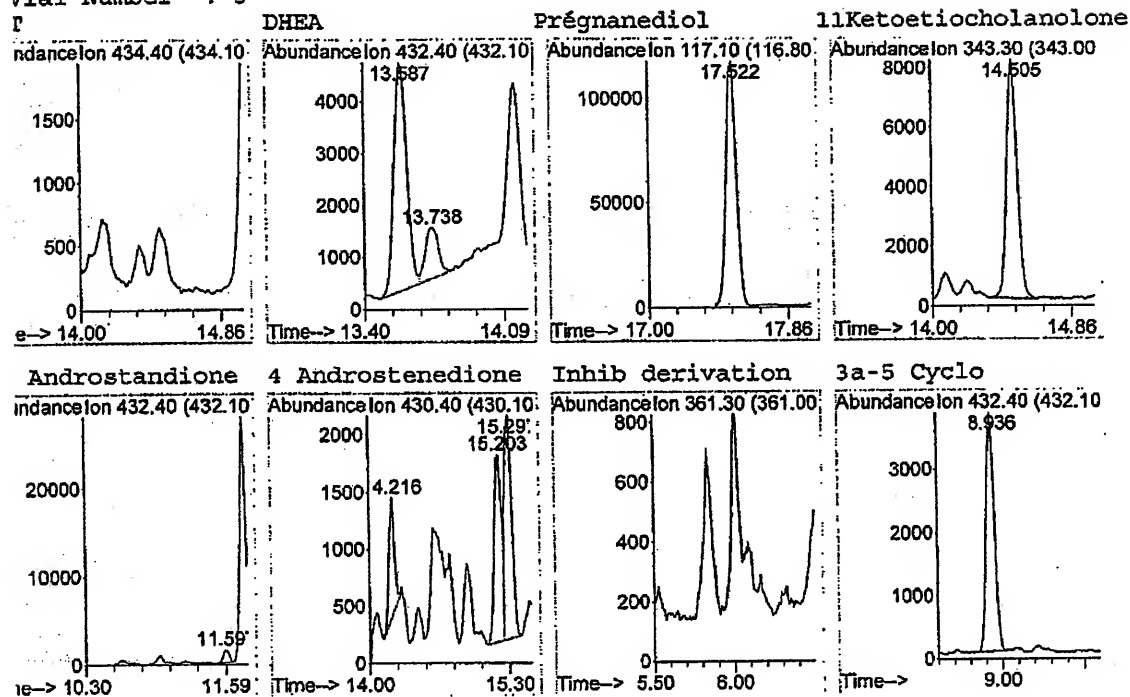 DHEA
Prégnanediol
11Ketoetiocholanolone
ndance Ion 434.40 (434.10
Abundance Ion 432.40 (432.10
Abundance Ion 117.10 (116.80
Abundance Ion 343.30 (343.00
13.587
17.522
14.505
1500
1000
500
0
4000
3000
2000
1000
0
13.738
100000
50000
0
8000
6000
4000
2000
0
e--> 14.00 14.86
Time--> 13.40 14.09
Time--> 17.00 17.86
Time--> 14.00 14.86
Androstandione
4 Androstenedione
Inhib derivation
3a-5 Cyclo
ndance Ion 432.40 (432.10
Abundance Ion 430.40 (430.10
Abundance Ion 361.30 (361.00
Abundance Ion 432.40 (432.10
20000
10000
0
11.59
2000
1500
1000
500
0
15.29
15.203
4.216
800
600
400
200
0
8.936
3000
2000
1000
0
ne--> 10.30 11.59
Time--> 14.00 15.30
Time--> 5.50 6.00
Time--> 9.00